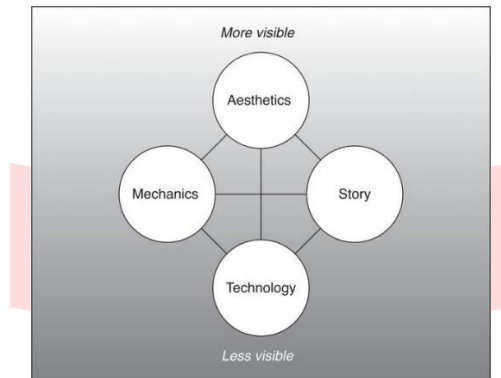 More visible
Aesthetics
Mechanics
Story
Technology
Less visible